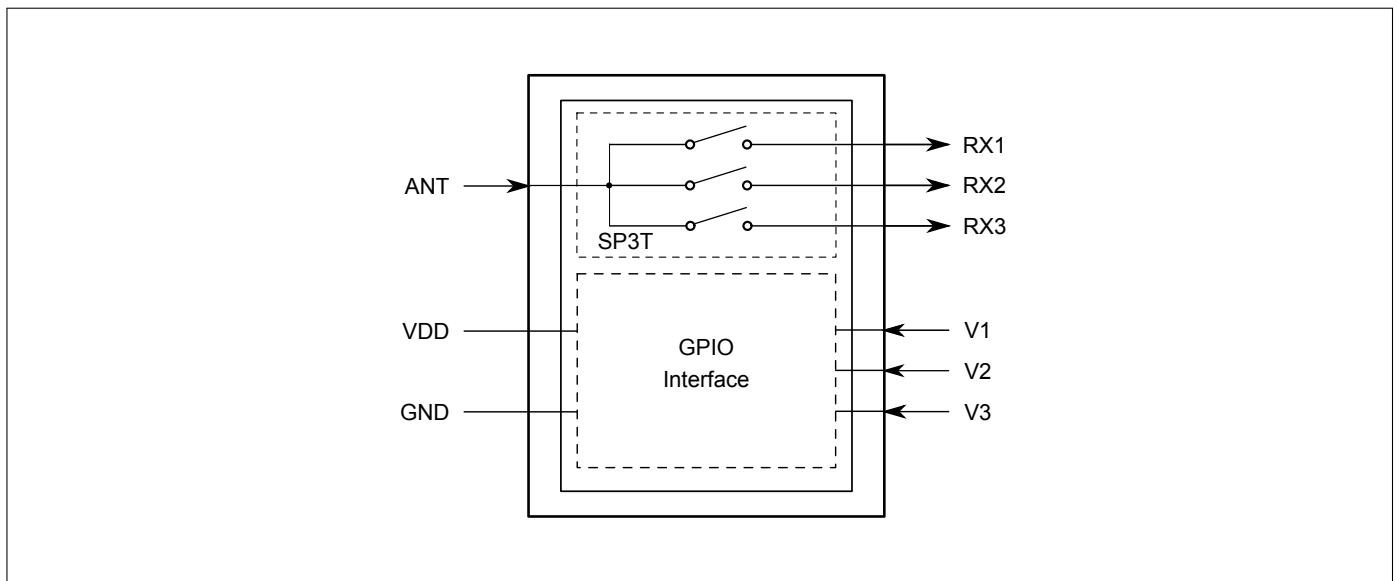 RX1
ANT
RX2
RX3
SP3T
VDD
GPIO
Interface
V1
V2
GND
V3